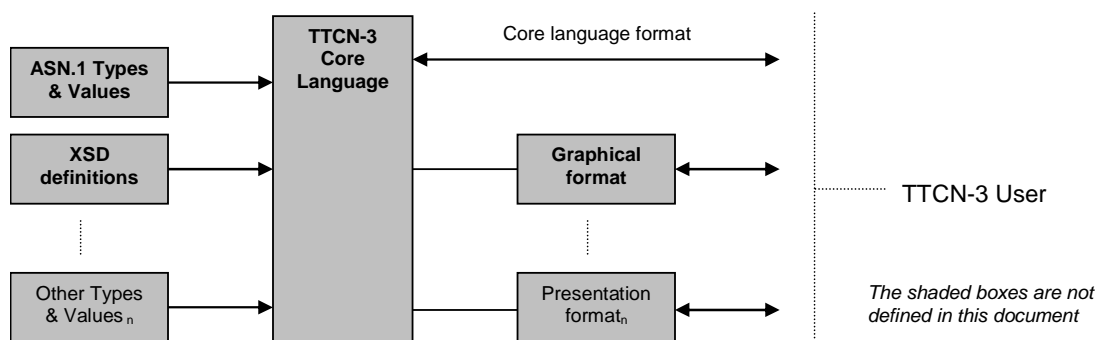 TTCN-3
Core
Language
Core language format
ASN.1 Types
& Values
XSD
definitions
Graphical
format
TTCN-3 User
Other Types
& Values n
Presentation
formatn
The shaded boxes are not
defined in this document